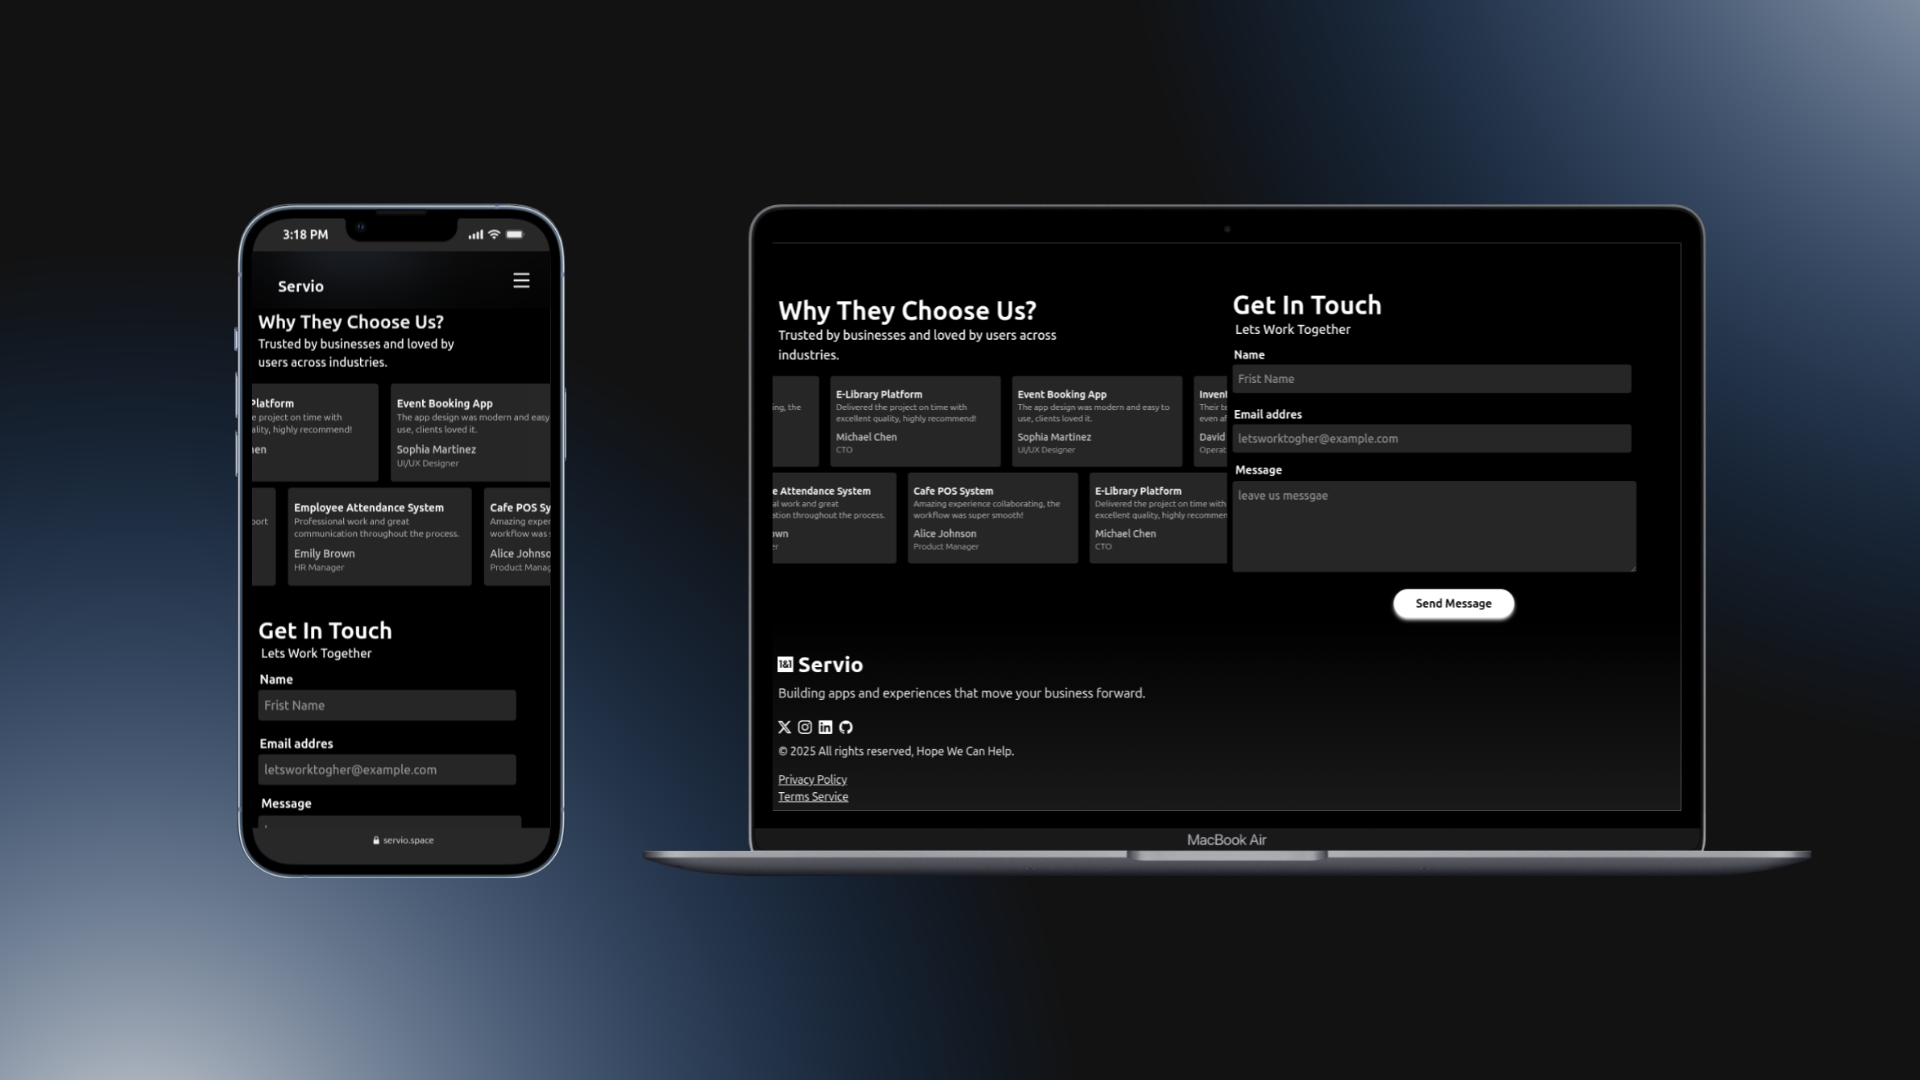 3:18 PM
Servio
Why They Choose Us?
Trusted by businesses and loved by
users across industries.
Platform
e project on time with
ality, highly recommend!
en
Event Booking App
The app design was modern and easy
use, clients loved it.
Sophia Martinez
UI/UX Designer
port
Employee Attendance System
Professional work and great
communication throughout the process.
Emily Brown
HR Manager
Cafe POS Sy
Amazing exper
workflow was
Alice Johnso
Product Manag
Get In Touch
Lets Work Together
Name
Frist Name
Email addres
letsworktogher@example.com
Message
servio.space
Why They Choose Us?
Trusted by businesses and loved by users across
industries.
ing, the
E-Library Platform
Delivered the project on time with
excellent quality, highly recommend!
Michael Chen
CTO
Event Booking App
The app design was modern and easy to
use, clients loved it.
Sophia Martinez
UI/UX Designer
Invent
Their te
even af
David
Operat
e Attendance System
al work and great
ation throughout the process.
wn
er
Cafe POS System
Amazing experience collaborating, the
workflow was super smooth!
Alice Johnson
Product Manager
E-Library Platform
Delivered the project on time with
excellent quality, highly recommen
Michael Chen
CTO
Get In Touch
Lets Work Together
Name
Frist Name
Email addres
letsworktogher@example.com
Message
leave us messgae
Send Message
1&1 Servio
Building apps and experiences that move your business forward.
© 2025 All rights reserved, Hope We Can Help.
Privacy Policy
Terms Service
MacBook Air